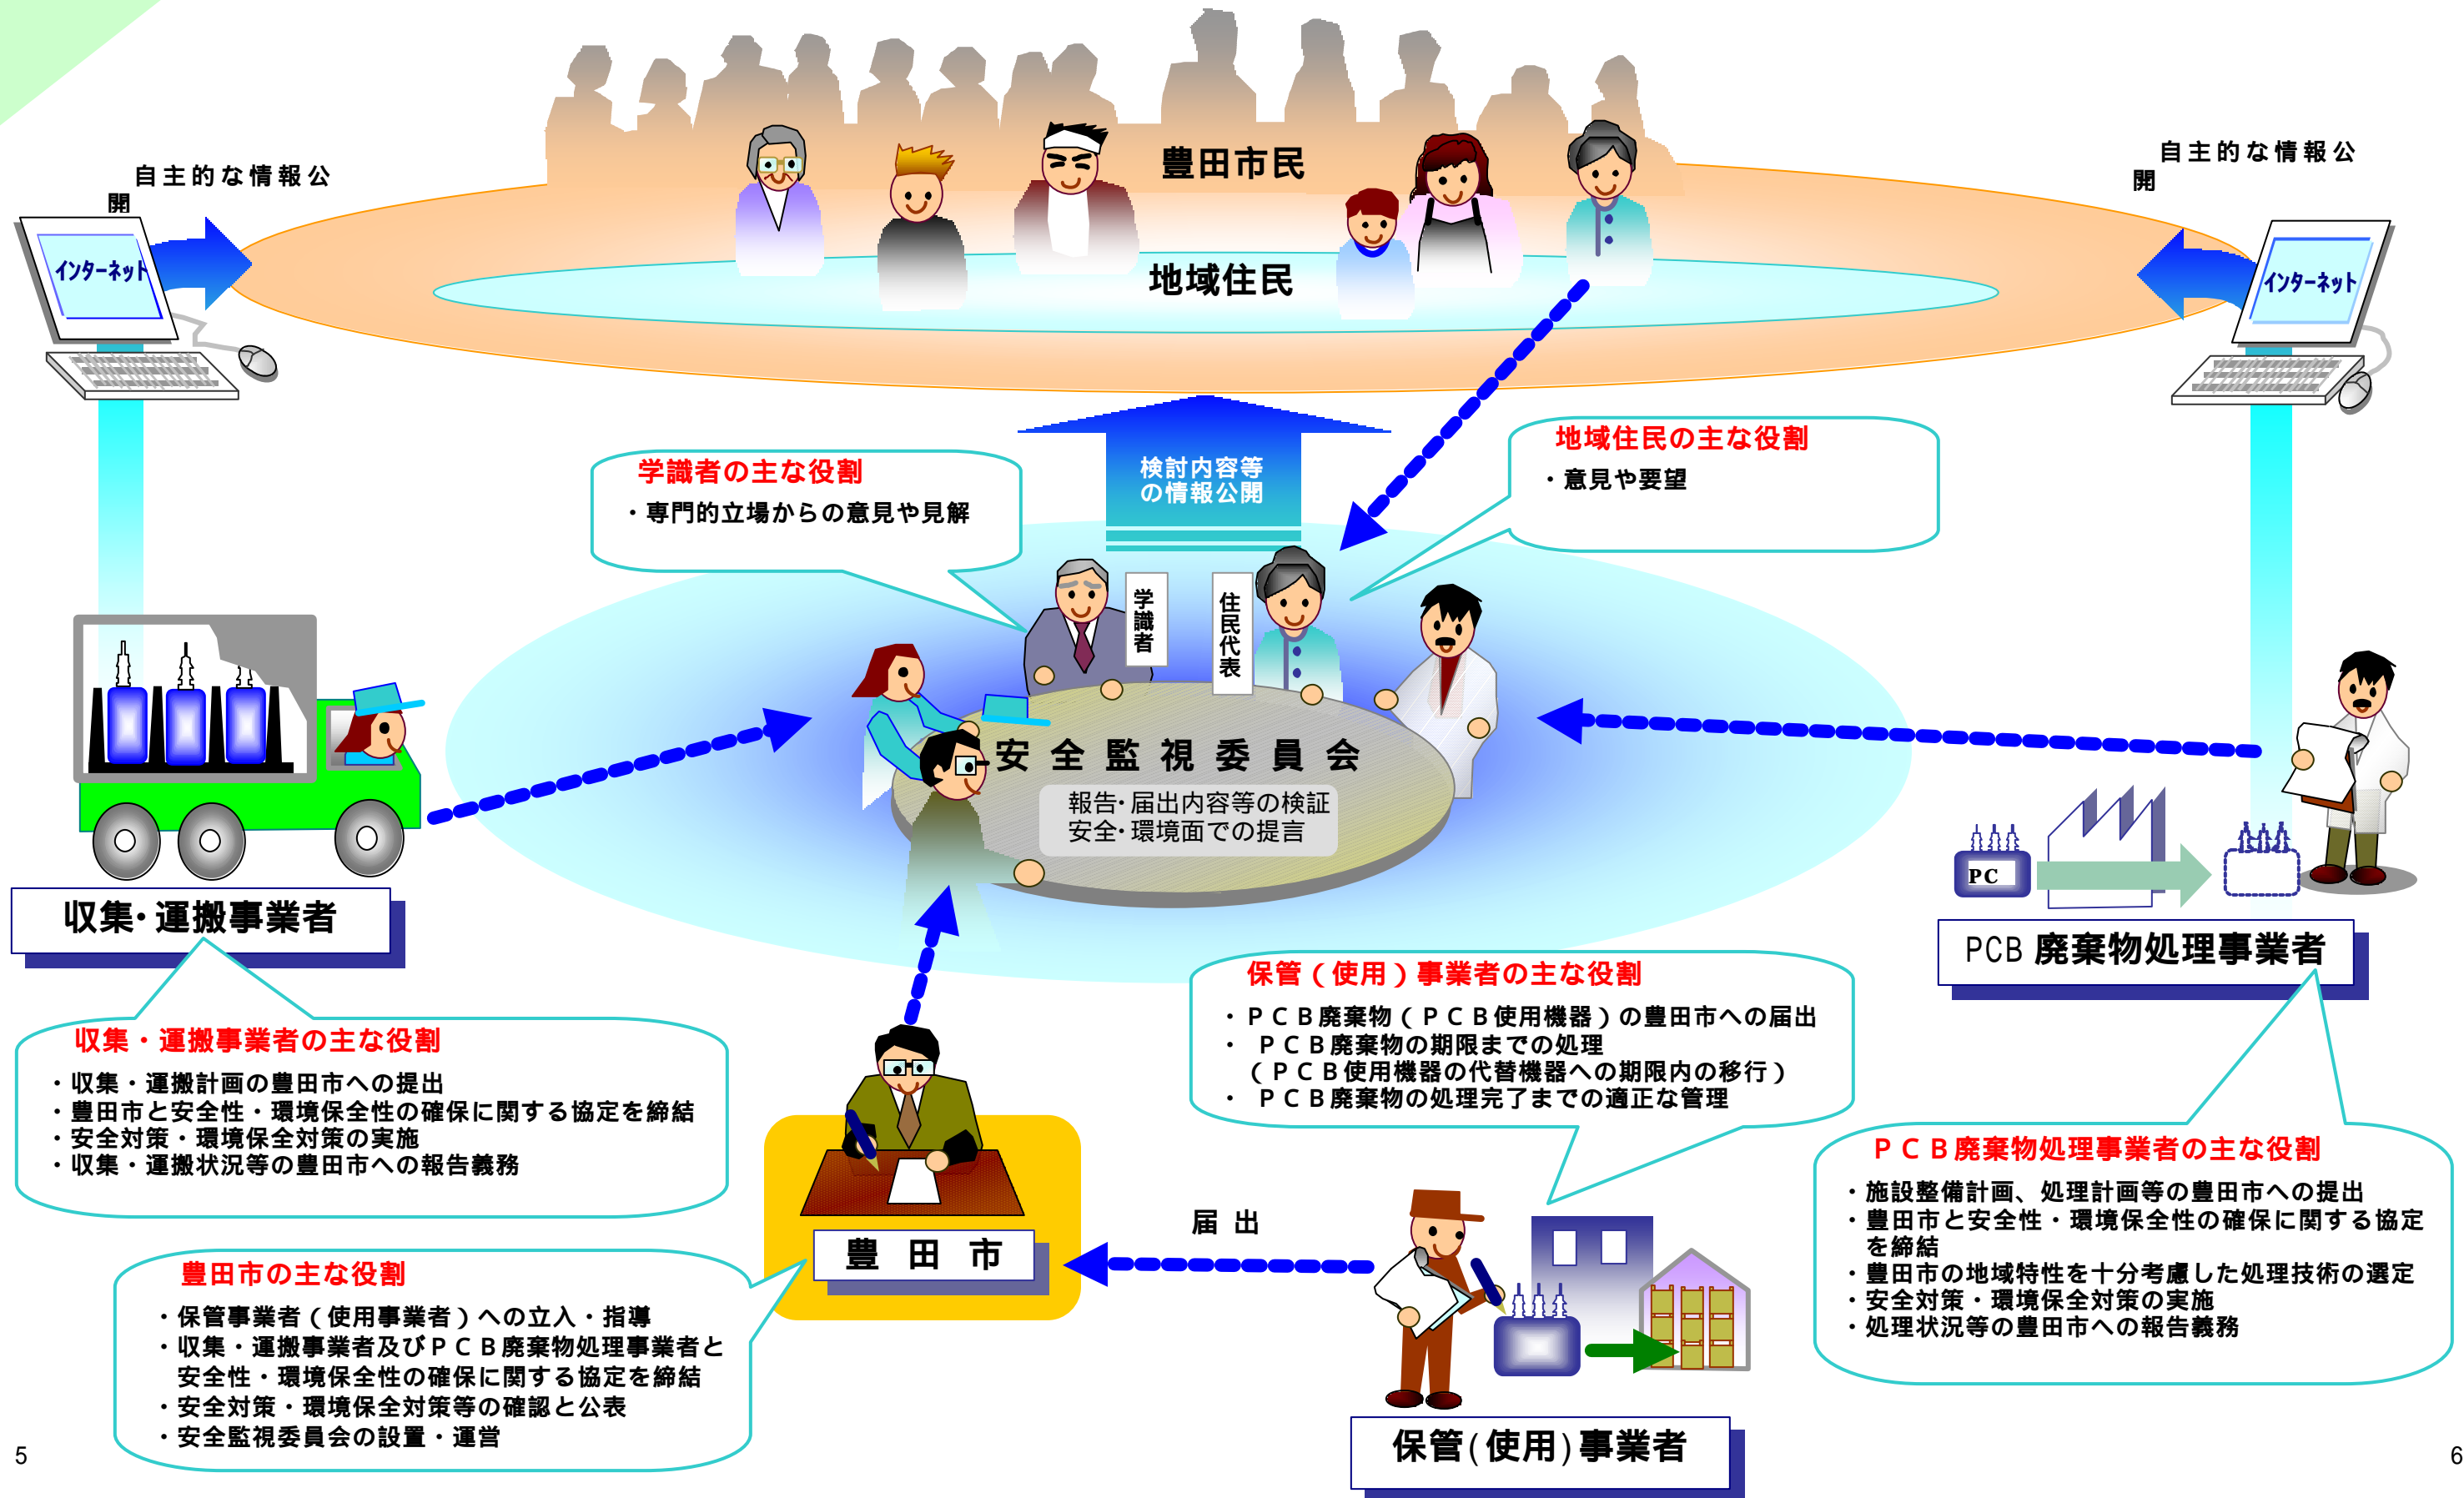 豊田市民
自主的な情報公
開
インターネット
自主的な情報公
開
インターネット
地域住民
検討内容等
の情報公開
学識者の主な役割
・専門的立場からの意見や見解
地域住民の主な役割
・意見や要望
学識者
住民代表
安全監視委員会
報告・届出内容等の検証
安全・環境面での提言
収集・運搬事業者
PC
PCB 廃棄物処理事業者
収集・運搬事業者の主な役割
・収集・運搬計画の豊田市への提出
・豊田市と安全性・環境保全性の確保に関する協定を締結
・安全対策・環境保全対策の実施
・収集・運搬状況等の豊田市への報告義務
保管（使用）事業者の主な役割
・ＰＣＢ廃棄物（ＰＣＢ使用機器）の豊田市への届出
・ ＰＣＢ廃棄物の期限までの処理
（ＰＣＢ使用機器の代替機器への期限内の移行）
・ ＰＣＢ廃棄物の処理完了までの適正な管理
ＰＣＢ廃棄物処理事業者の主な役割
・施設整備計画、処理計画等の豊田市への提出
・豊田市と安全性・環境保全性の確保に関する協定
を締結
・豊田市の地域特性を十分考慮した処理技術の選定
・安全対策・環境保全対策の実施
・処理状況等の豊田市への報告義務
豊田市
届出
豊田市の主な役割
・保管事業者（使用事業者）への立入・指導
・収集・運搬事業者及びＰＣＢ廃棄物処理事業者と
安全性・環境保全性の確保に関する協定を締結
・安全対策・環境保全対策等の確認と公表
・安全監視委員会の設置・運営
保管(使用)事業者
5
6